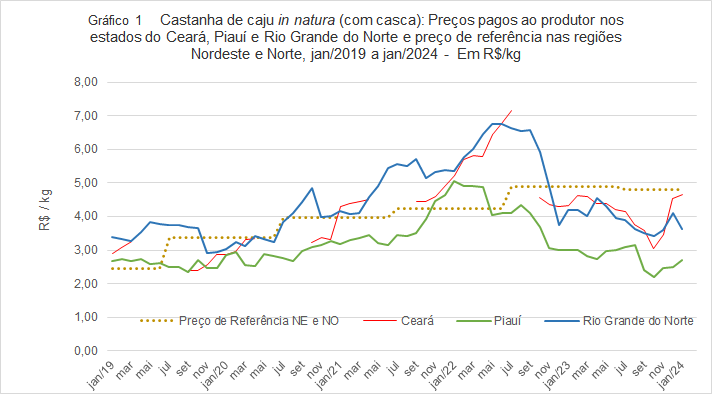 Gráfico 1 Castanha de caju in natura (com casca): Preços pagos ao produtor nos
estados do Ceará, Piauí e Rio Grande do Norte e preço de referência nas regiões
Nordeste e Norte, jan/2019 a jan/2024 - Em R$/kg
8,00
7,00
6,00
5,00
4,00
3,00
2,00
1,00
0,00
R$ / kg
Preço de Referência NE e NO
Ceará
Piauí
Rio Grande do Norte
jan/19
mar
mai
jul
set
nov
jan/20
mar
mai
jul
set
nov
jan/21
mar
mai
jul
set
nov
jan/22
mar
mai
jul
set
nov
jan/23
mar
mai
jul
set
nov
jan/24